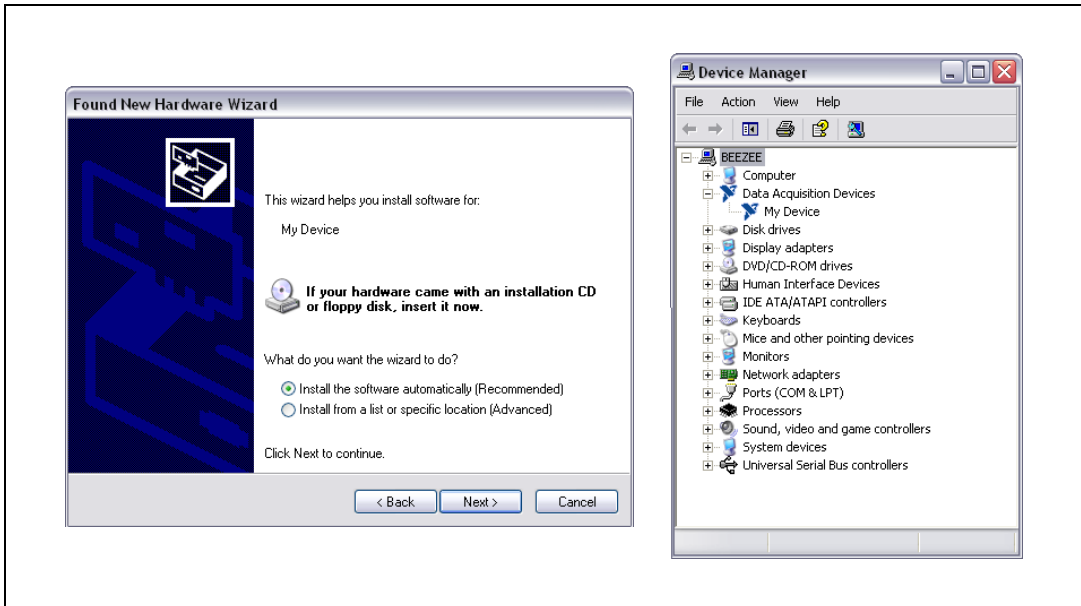 Found New Hardware Wizard
This wizard helps you install software for:
My Device
If your hardware came with an installation CD
or floppy disk, insert it now.
What do you want the wizard to do?
Install the software automatically (Recommended)
Install from a list or specific location (Advanced)
Click Next to continue.
< Back Next > Cancel
Device Manager
File Action View Help
BEEZEE
Computer
Data Acquisition Devices
My Device
Disk drives
Display adapters
DVD/CD-ROM drives
Human Interface Devices
IDE ATA/ATAPI controllers
Keyboards
Mice and other pointing devices
Monitors
Network adapters
Ports (COM & LPT)
Processors
Sound, video and game controllers
System devices
Universal Serial Bus controllers